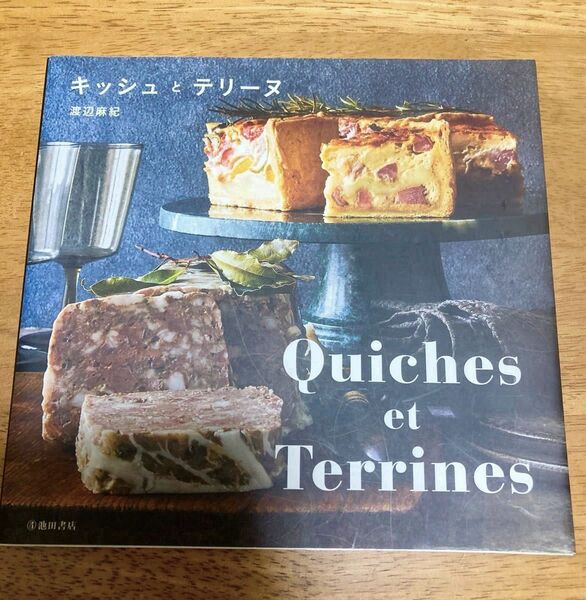 キッシュとテリーヌ
渡辺麻紀
Quiches
et
Terrines
④池田書店